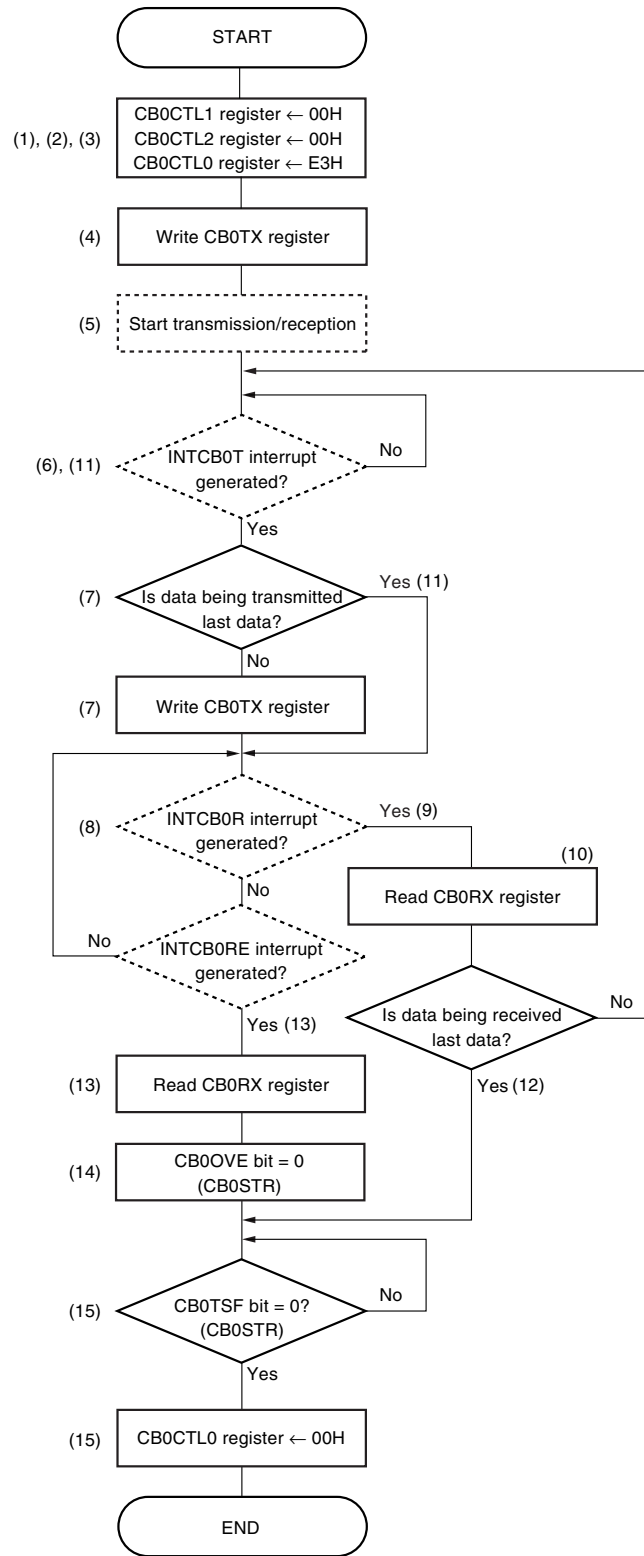 START
(1), (2), (3)
CB0CTL1 register ← 00H
CB0CTL2 register ← 00H
CB0CTL0 register ← E3H
(4)
Write CB0TX register
(5)
Start transmission/reception
(6), (11)
INTCB0T interrupt
generated?
No
Yes
(7)
Is data being transmitted
last data?
Yes (11)
No
(7)
Write CB0TX register
(8)
INTCB0R interrupt
generated?
Yes (9)
No
(10)
Read CB0RX register
No
INTCB0RE interrupt
generated?
Is data being received
last data?
No
Yes (13)
Yes (12)
(13)
Read CB0RX register
(14)
CB0OVE bit = 0
(CB0STR)
(15)
CB0TSF bit = 0?
(CB0STR)
No
Yes
(15)
CB0CTL0 register ← 00H
END